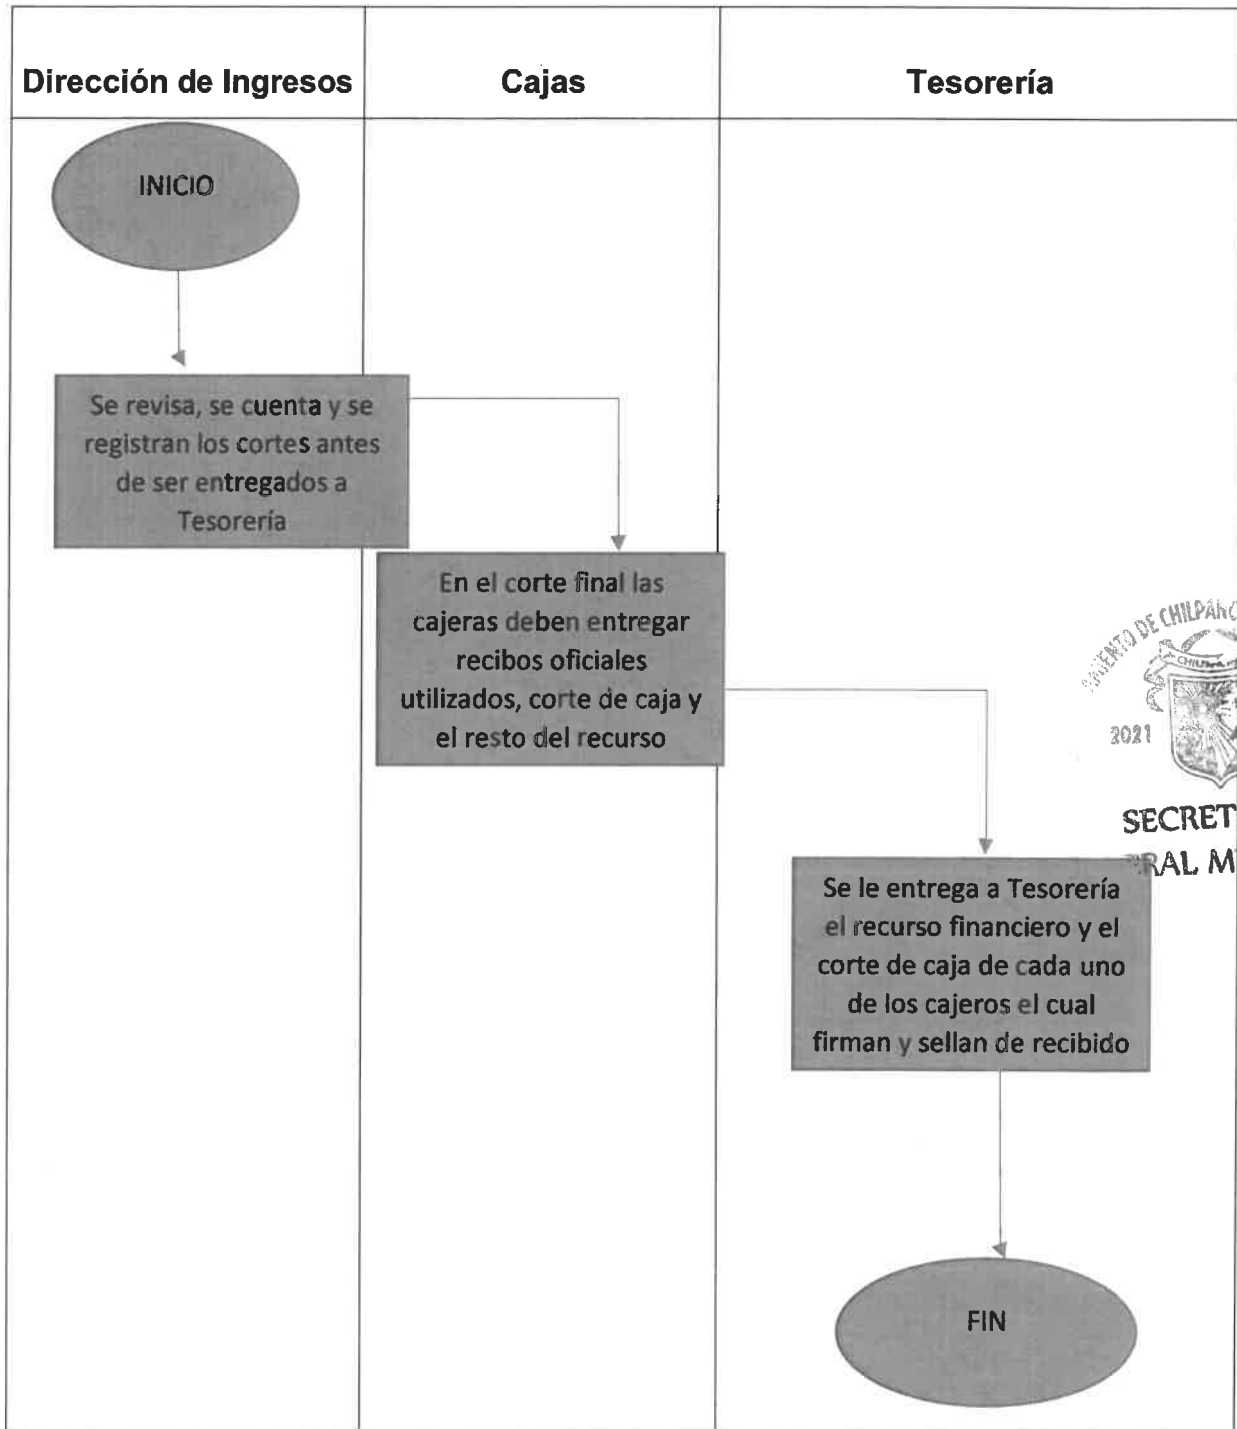 Dirección de Ingresos
Cajas
Tesorería
INICIO
Se revisa, se cuenta y se
registran los cortes antes
de ser entregados a
Tesorería
En el corte final las
cajeras deben entregar
recibos oficiales
utilizados, corte de caja y
el resto del recurso
DE CHILPANC
2021
SECRET
RAL M
Se le entrega a Tesorería
el recurso financiero y el
corte de caja de cada uno
de los cajeros el cual
firman y sellan de recibido
FIN